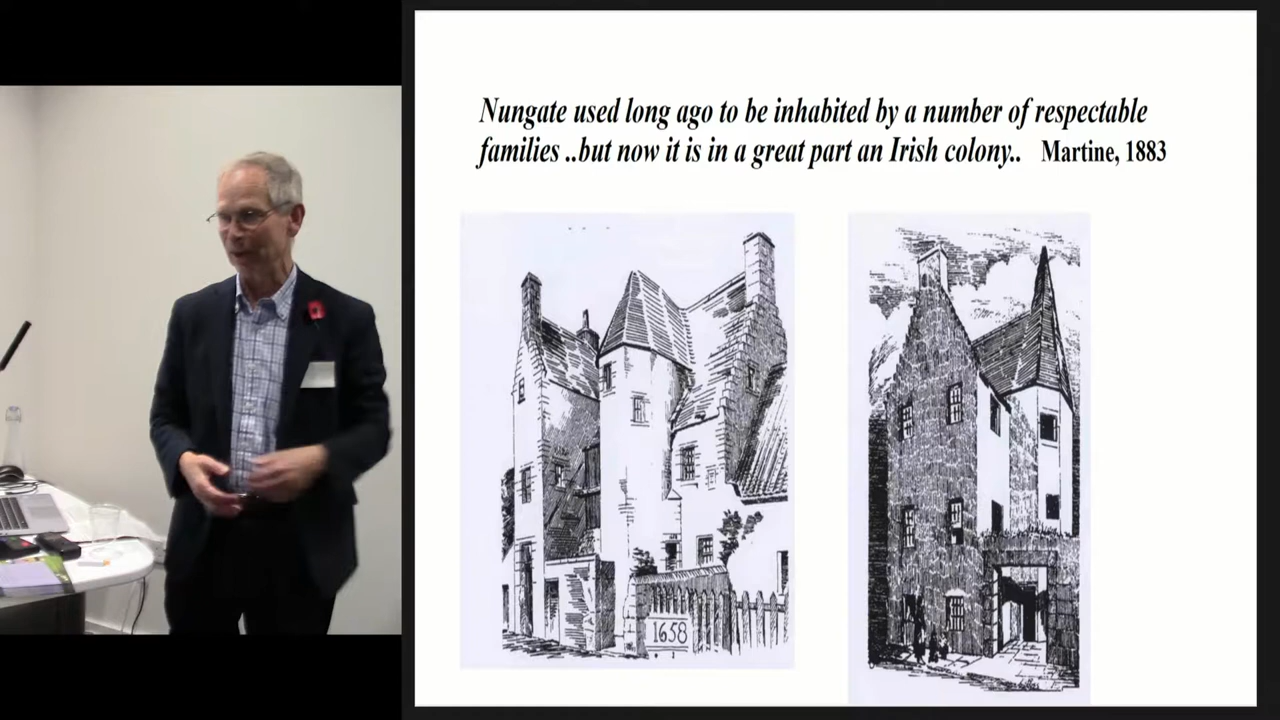 Nungate used long ago to be inhabited by a number of respectable
families ..but now it is in a great part an Irish colony.. Martine, 1883
1658